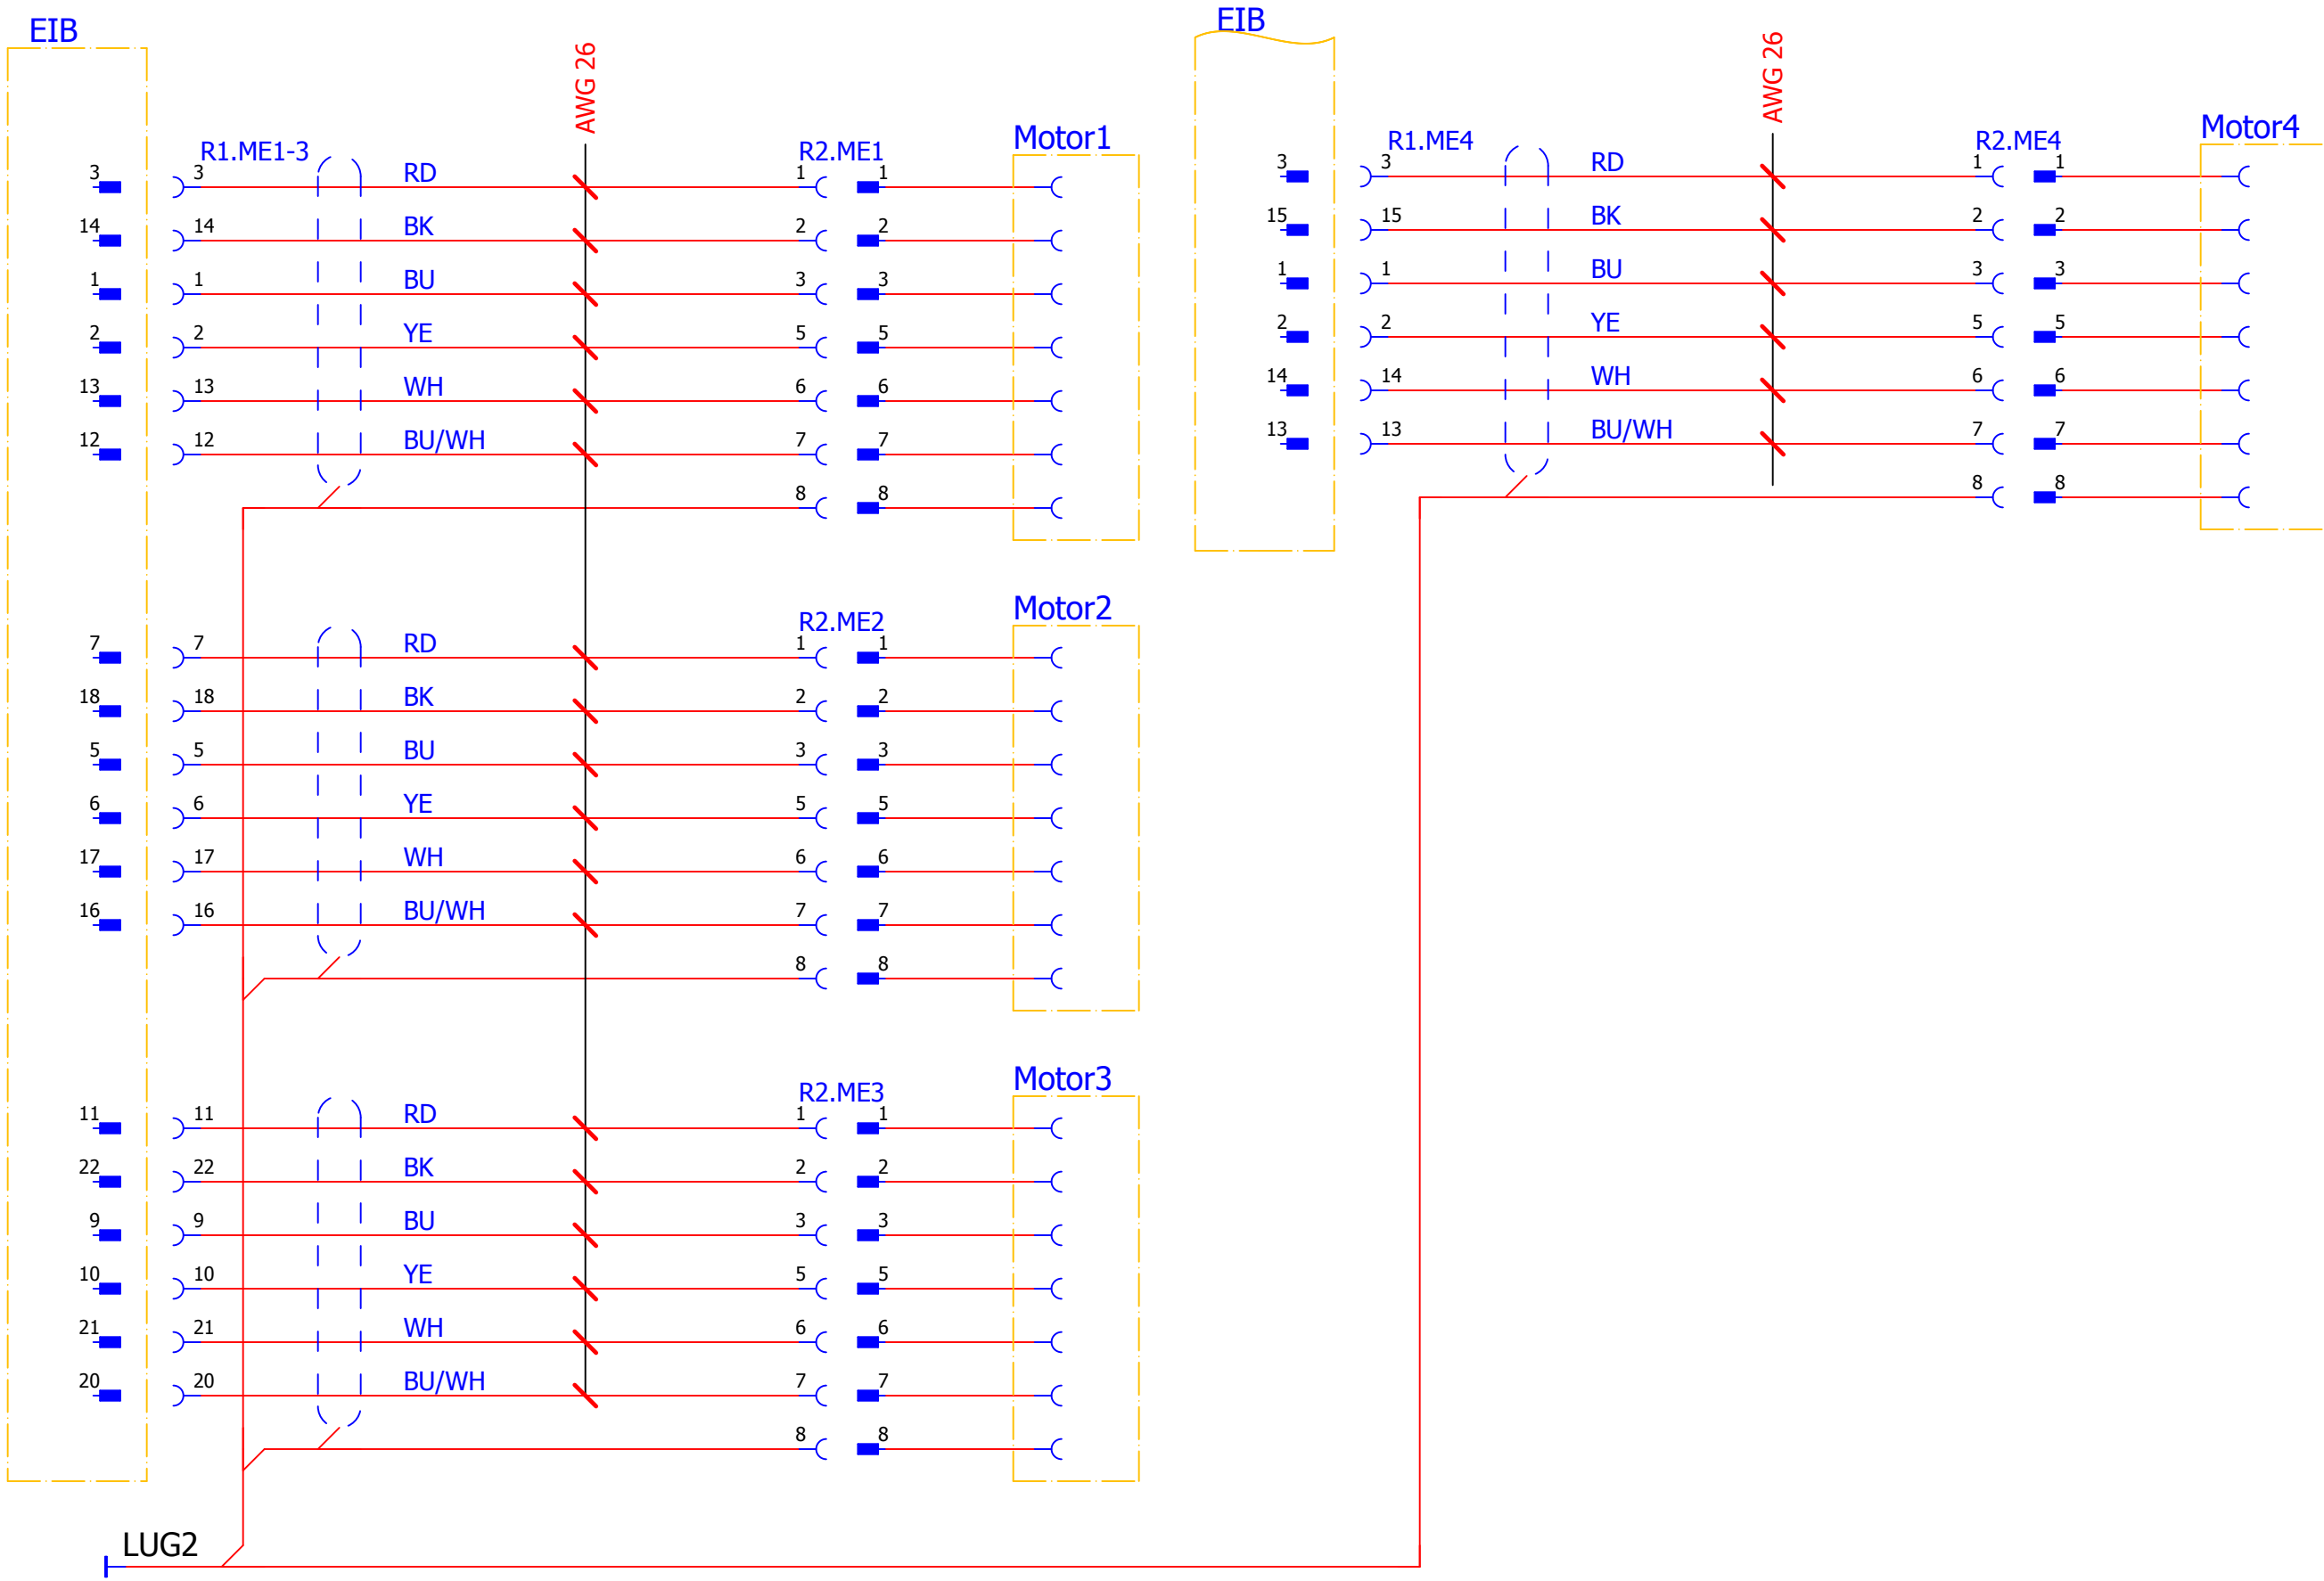 EIB
AWG 26
R1.ME1-3
R2.ME1
Motor1
3 3 RD 1 1
14 14 BK 2 2
1 1 BU 3 3
2 2 YE 5 5
13 13 WH 6 6
12 12 BU/WH 7 7
8 8
R2.ME2
Motor2
7 7 RD 1 1
18 18 BK 2 2
5 5 BU 3 3
6 6 YE 5 5
17 17 WH 6 6
16 16 BU/WH 7 7
8 8
R2.ME3
Motor3
11 11 RD 1 1
22 22 BK 2 2
9 9 BU 3 3
10 10 YE 5 5
21 21 WH 6 6
20 20 BU/WH 7 7
8 8
LUG2
EIB
AWG 26
R1.ME4
R2.ME4
Motor4
3 3 RD 1 1
15 15 BK 2 2
1 1 BU 3 3
2 2 YE 5 5
14 14 WH 6 6
13 13 BU/WH 7 7
8 8